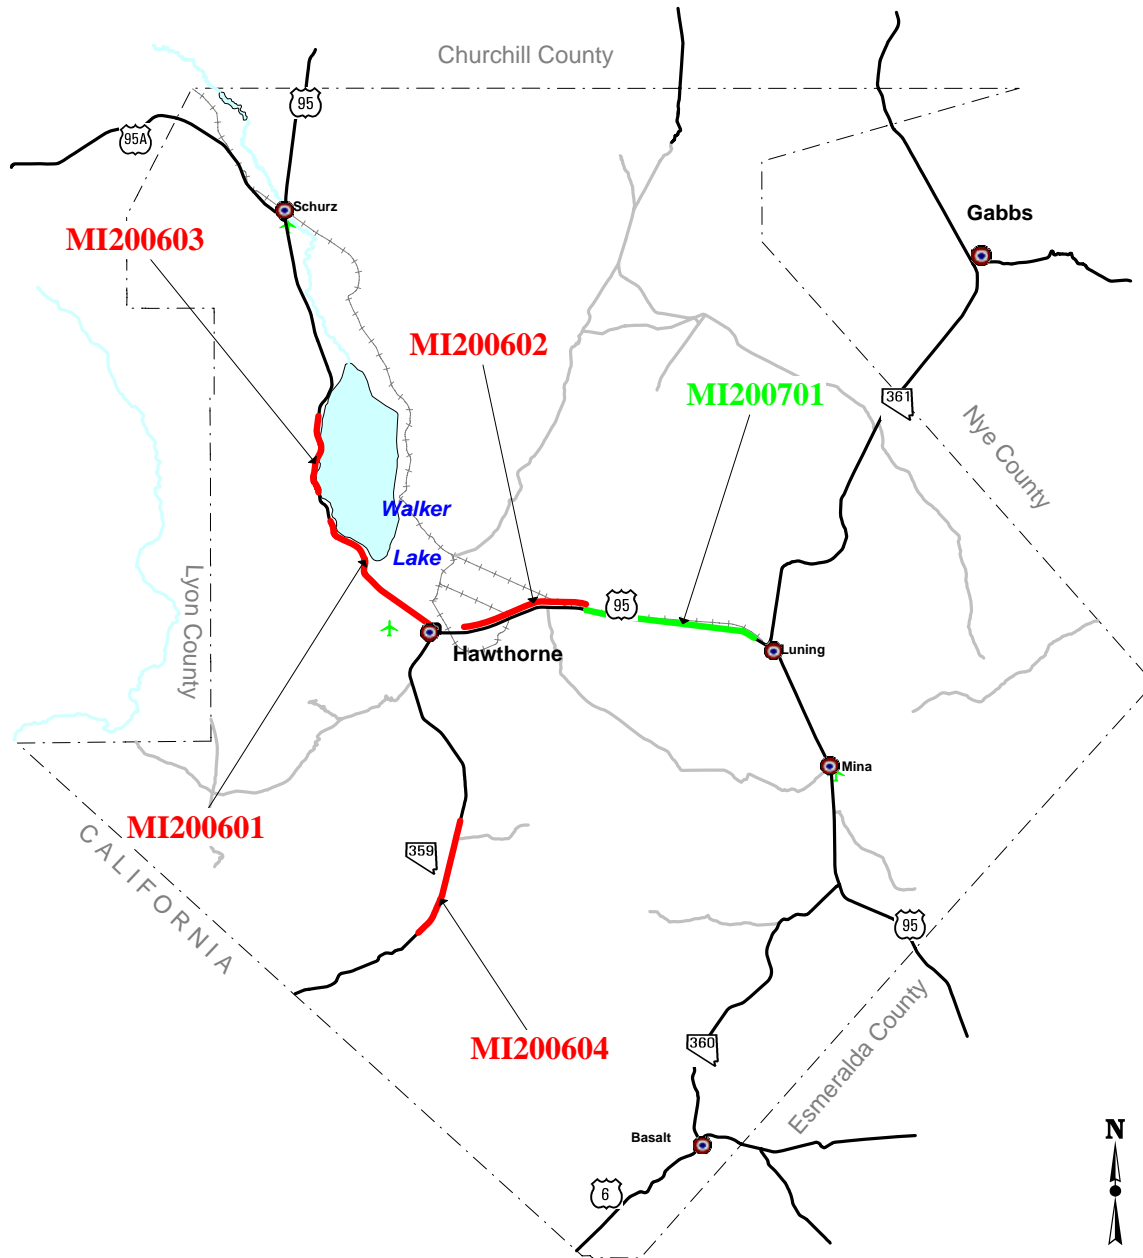 Churchill County
95
95A
Schurz
Gabbs
MI200603
MI200602
MI200701
361
Nye County
Walker
Lake
Lyon County
95
Hawthorne
Luning
Mina
MI200601
CALIFORNIA
359
95
MI200604
360
Esmeralda County
Basalt
N
6